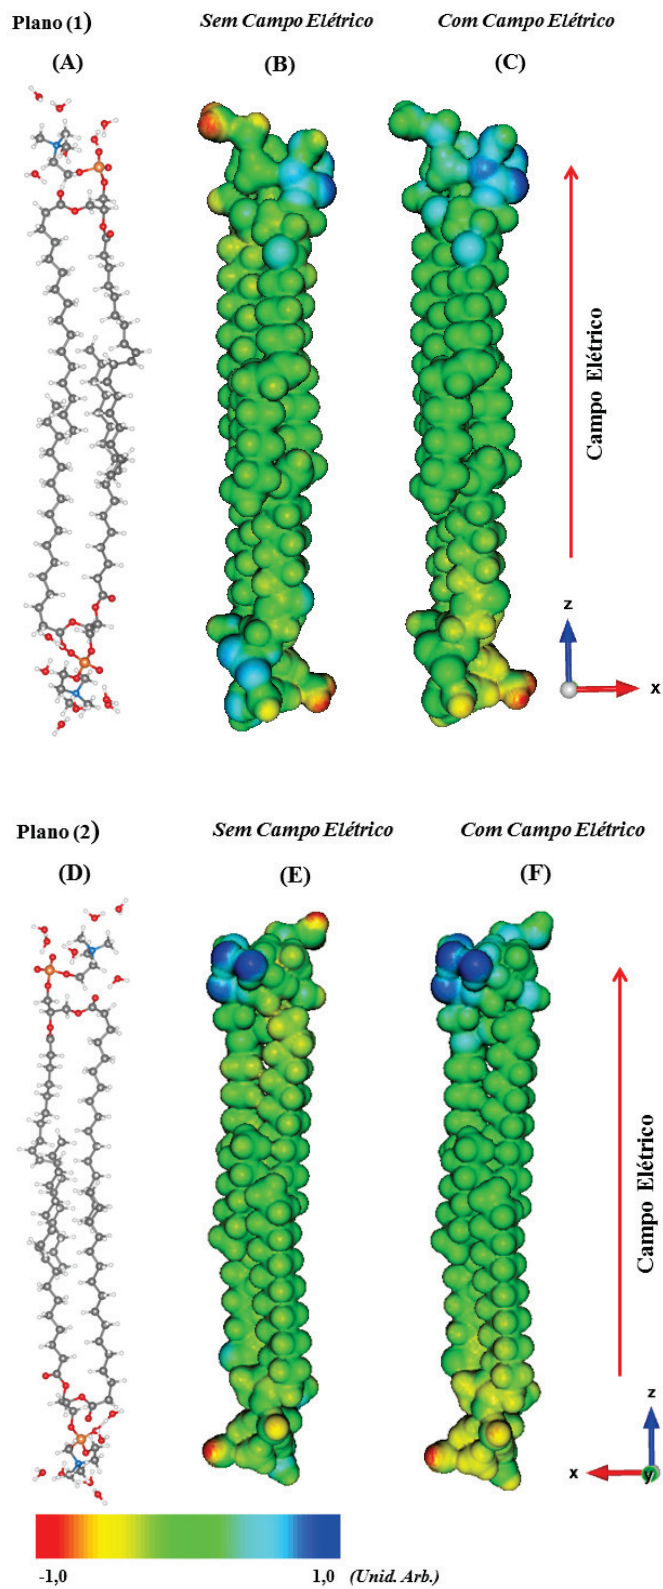 Plano (1)
Sem Campo Elétrico
Com Campo Elétrico
(A)
(B)
(C)
Campo Elétrico
z
x
Plano (2)
Sem Campo Elétrico
Com Campo Elétrico
(D)
(E)
(F)
Campo Elétrico
z
x
y
-1,0
1,0
(Unid. Arb.)